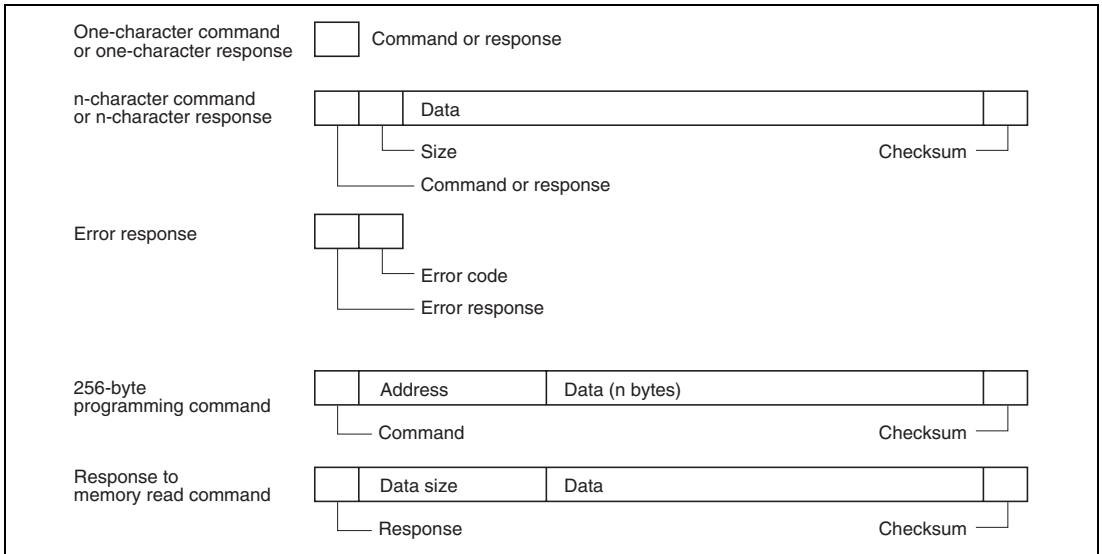 One-character command
or one-character response
Command or response
n-character command
or n-character response
Data
Size
Checksum
Command or response
Error response
Error code
Error response
256-byte
programming command
Address
Data (n bytes)
Command
Checksum
Response to
memory read command
Data size
Data
Response
Checksum